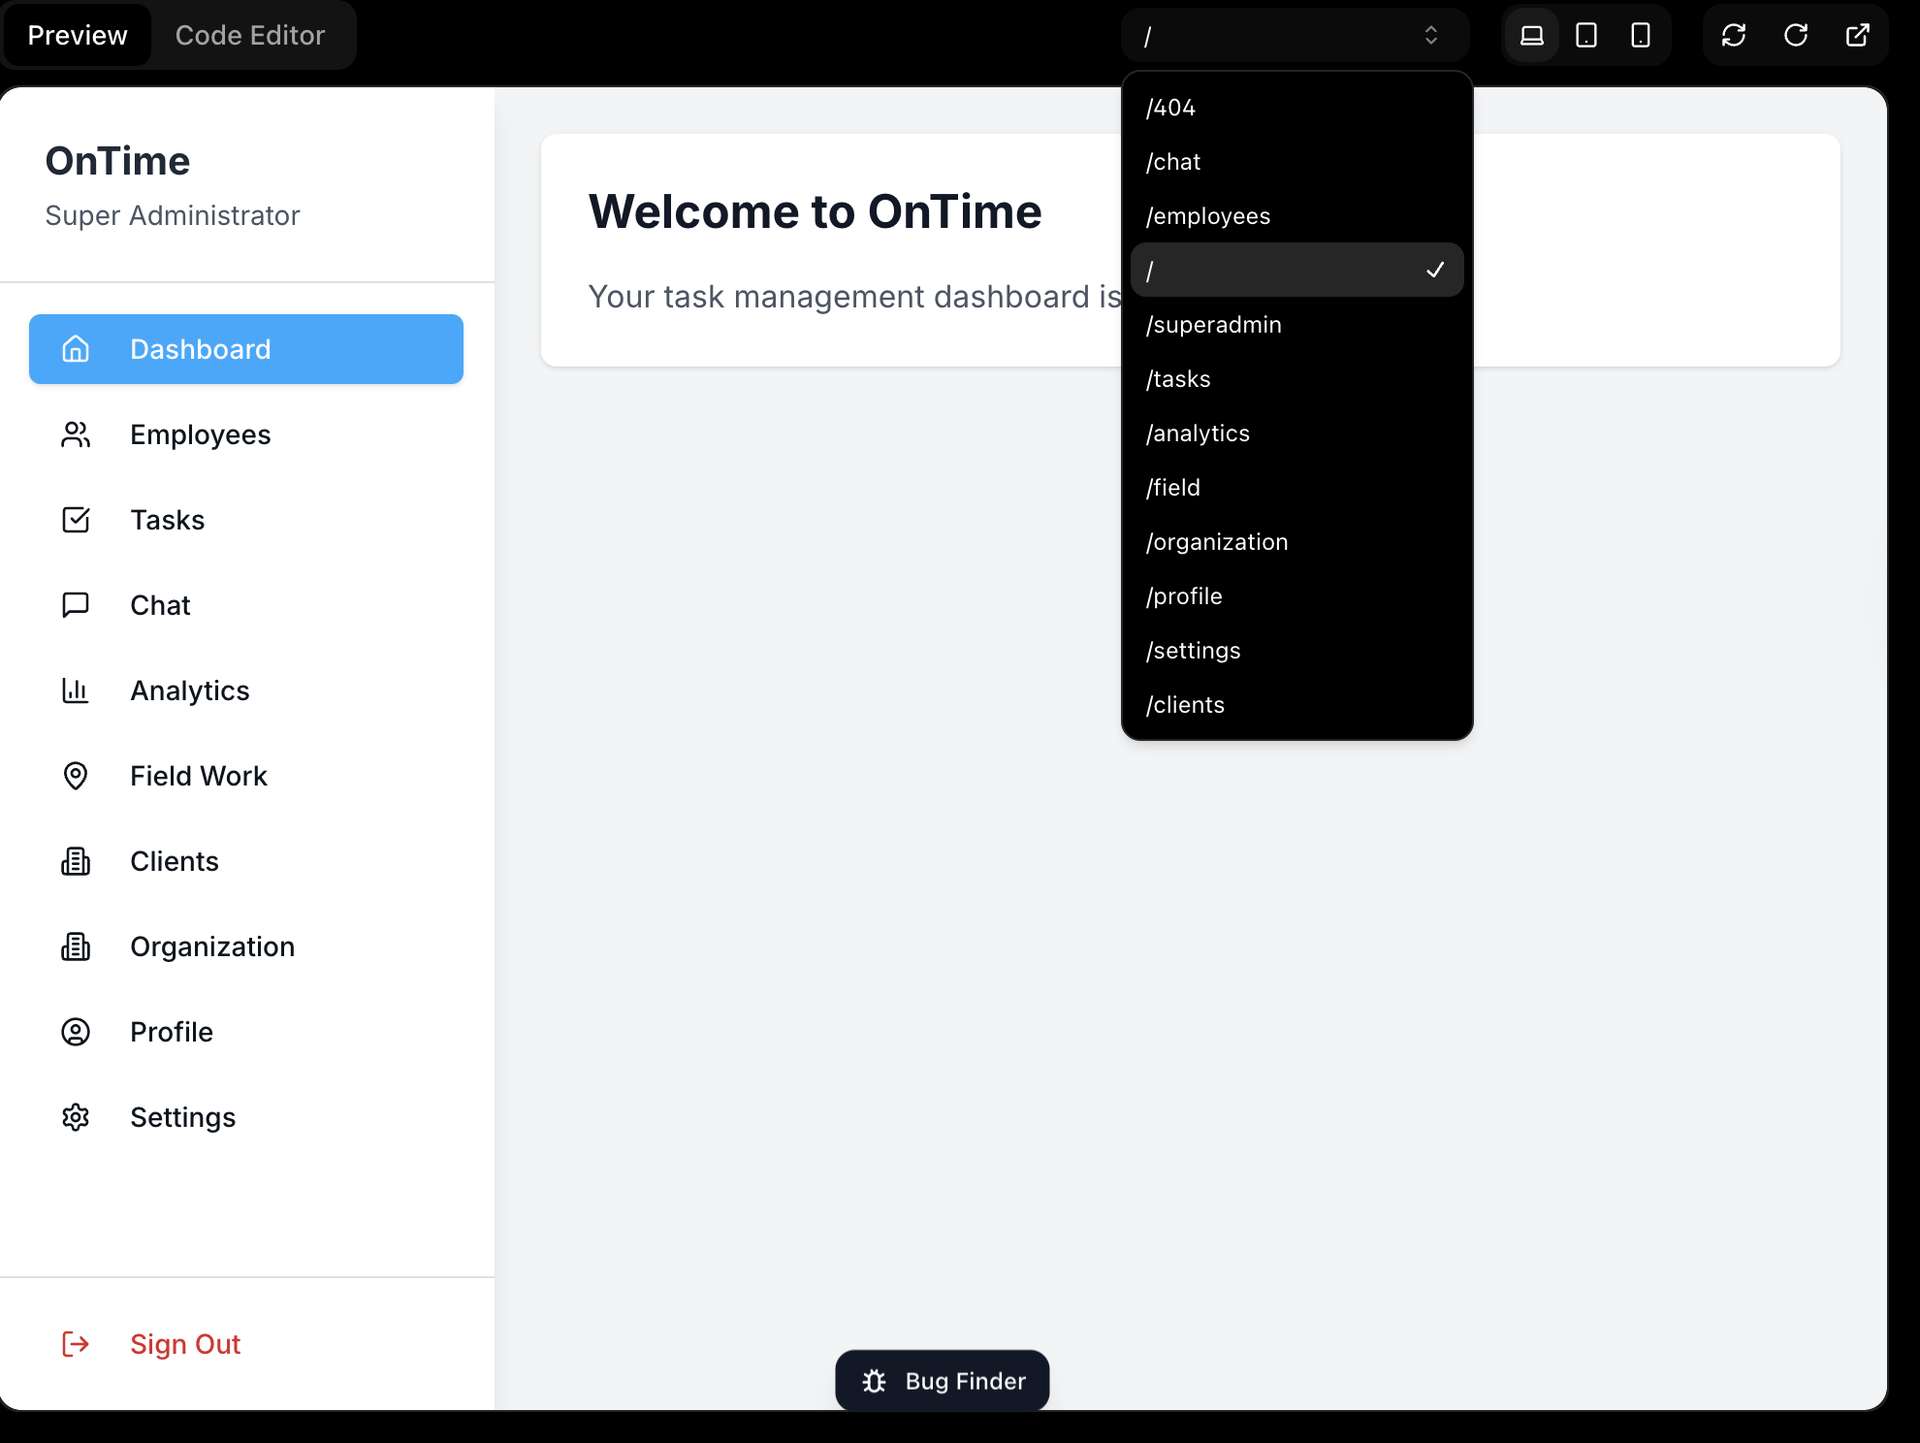 Preview
Code Editor
/
/404
/chat
/employees
/
/superadmin
/tasks
/analytics
/field
/organization
/profile
/settings
/clients
OnTime
Super Administrator
Dashboard
Employees
Tasks
Chat
Analytics
Field Work
Clients
Organization
Profile
Settings
Sign Out
Welcome to OnTime
Your task management dashboard is
Bug Finder